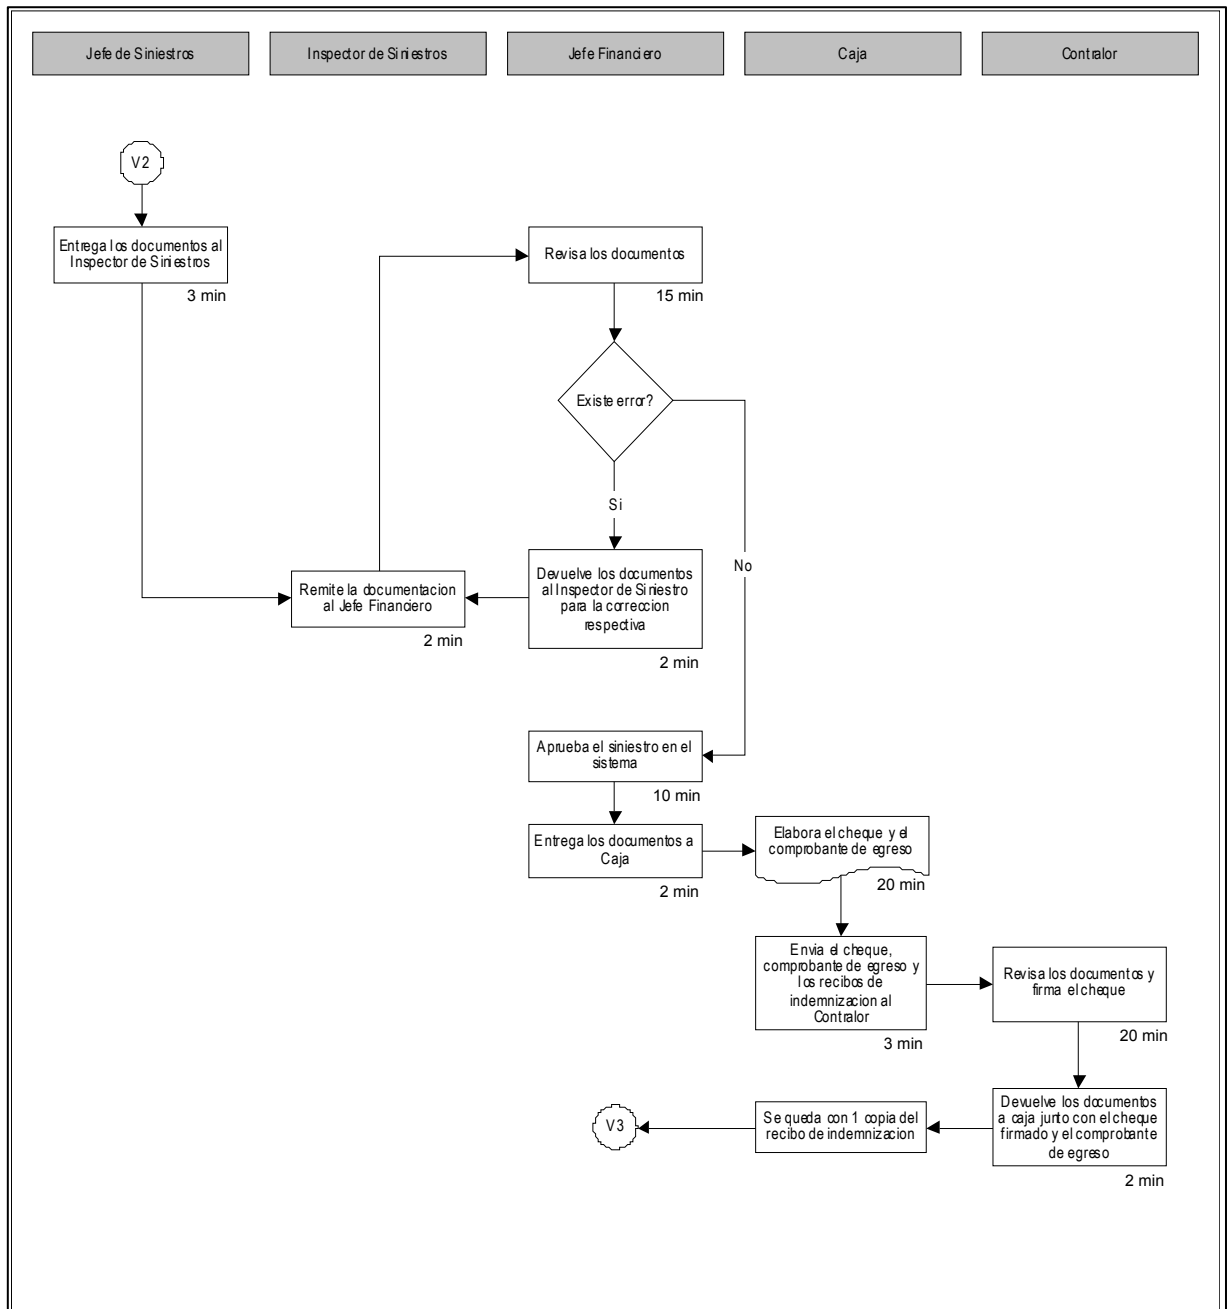 Jefe de Siniestros
Inspector de Siniestros
Jefe Financiero
Caja
Contralor
V2
Entrega los documentos al
Inspector de Siniestros
3 min
Revisa los documentos
15 min
Existe error?
Si
No
Devuelve los documentos
al Inspector de Siniestro
para la correccion
respectiva
2 min
Remite la documentacion
al Jefe Financiero
2 min
Aprueba el siniestro en el
sistema
10 min
Entrega los documentos a
Caja
2 min
Elabora el cheque y el
comprobante de egreso
20 min
Envia el cheque,
comprobante de egreso y
los recibos de
indemnizacion al
Contralor
3 min
Revisa los documentos y
firma el cheque
20 min
Devuelve los documentos
a caja junto con el cheque
firmado y el comprobante
de egreso
2 min
Se queda con 1 copia del
recibo de indemnizacion
V3